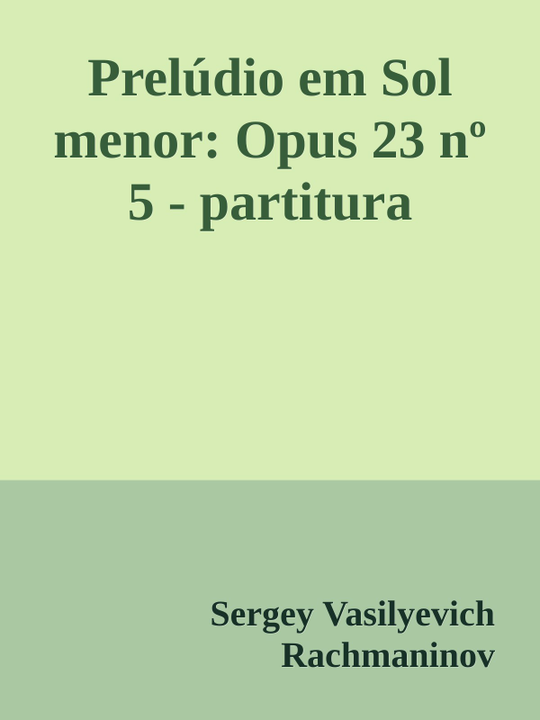 Prelúdio em Sol
menor: Opus 23 nº
5 - partitura
Sergey Vasilyevich
Rachmaninov